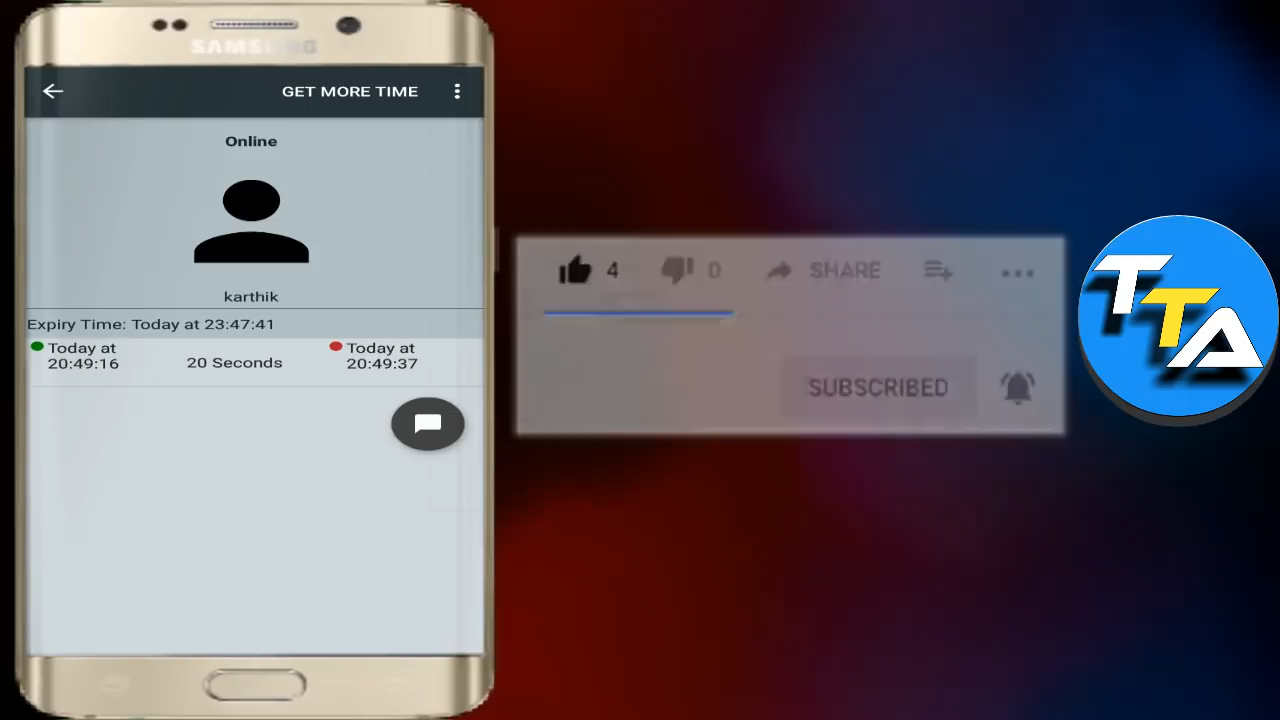 SAMSUNG
GET MORE TIME
Online
karthik
Expiry Time: Today at 23:47:41
Today at
20:49:16
20 Seconds
Today at
20:49:37
4
0
SHARE
SUBSCRIBED
TTA